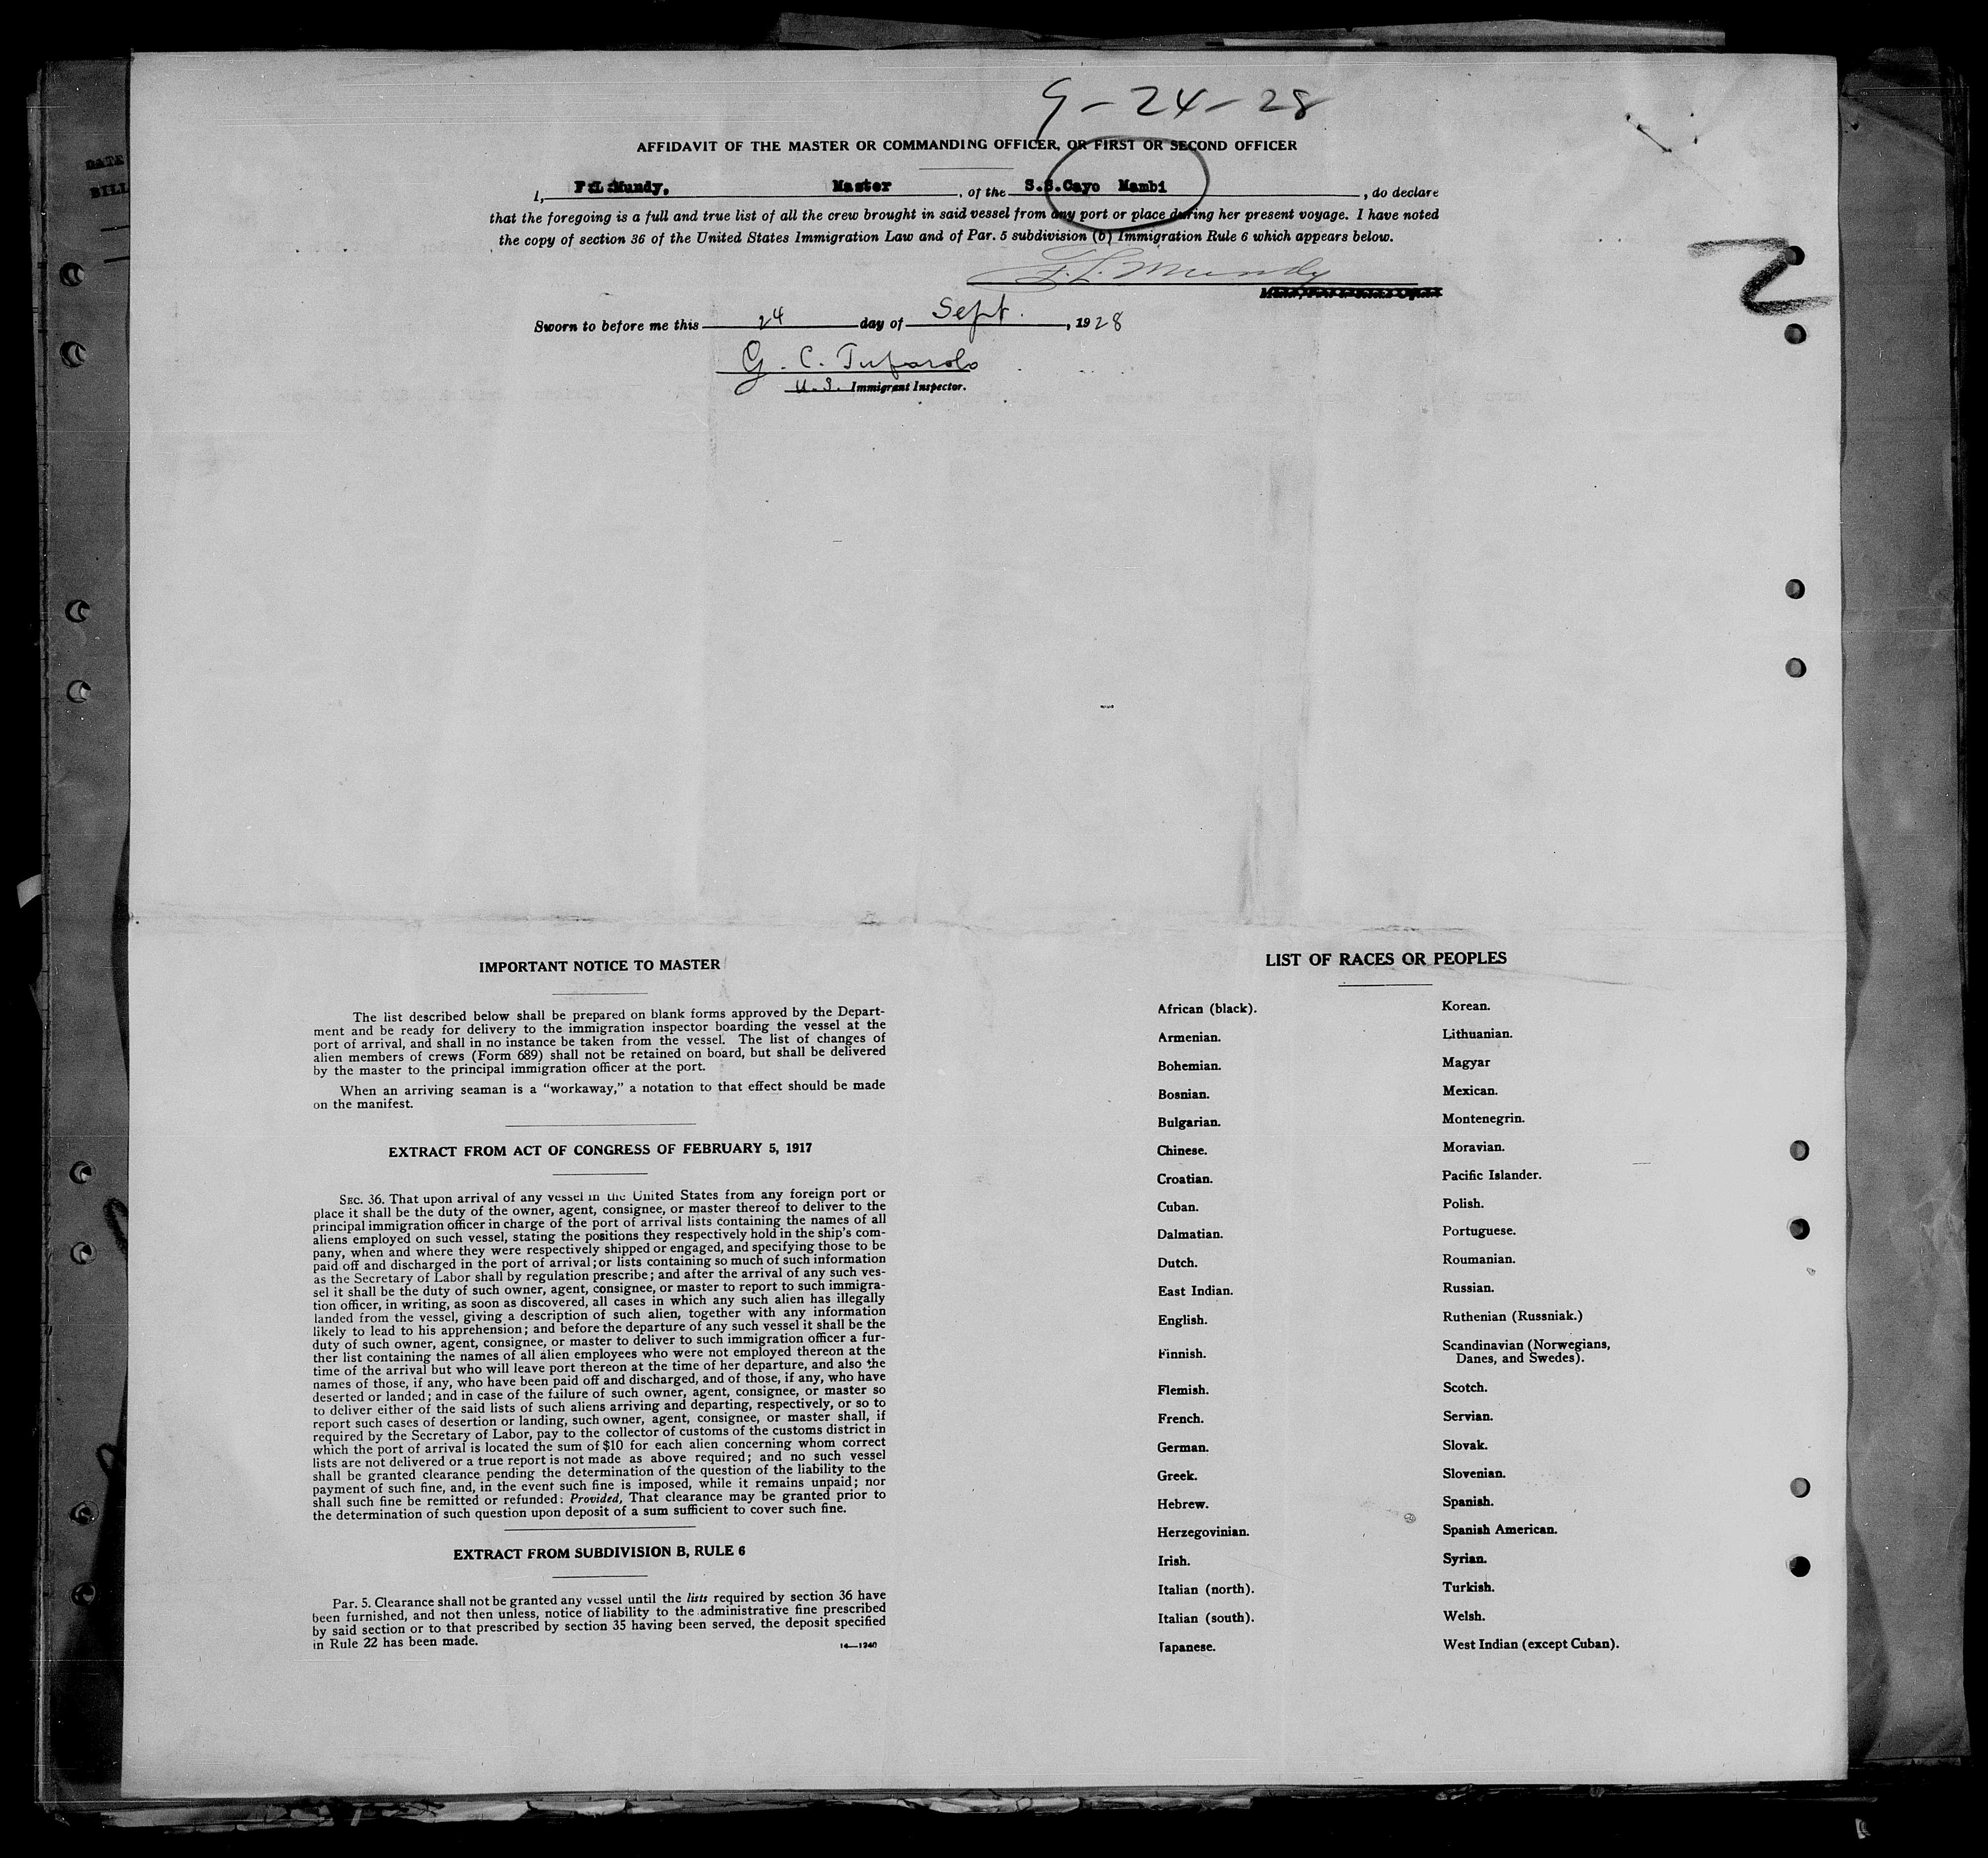 9-24-28
AFFIDAVIT OF THE MASTER OR COMMANDING OFFICER, OR FIRST OR SECOND OFFICER
I, F.L.Mundy, Master, of the S.S.Cayo Mambi, do declare
that the foregoing is a full and true list of all the crew brought in said vessel from any port or place during her present voyage. I have noted
the copy of section 36 of the United States Immigration Law and of Par. 5 subdivision (b) Immigration Rule 6 which appears below.
F. L. Mundy
2
Sworn to before me this 24 day of Sept., 1928
G. C.
U. S. Immigrant Inspector.
DATE
BILL
IMPORTANT NOTICE TO MASTER
The list described below shall be prepared on blank forms approved by the Depart-
ment and be ready for delivery to the immigration inspector boarding the vessel at the
port of arrival, and shall in no instance be taken from the vessel. The list of changes of
alien members of crews (Form 689) shall not be retained on board, but shall be delivered
by the master to the principal immigration officer at the port.
When an arriving seaman is a "workaway," a notation to that effect should be made
on the manifest.
EXTRACT FROM ACT OF CONGRESS OF FEBRUARY 5, 1917
SEC. 36. That upon arrival of any vessel in the United States from any foreign port or
place it shall be the duty of the owner, agent, consignee, or master thereof to deliver to the
principal immigration officer in charge of the port of arrival lists containing the names of all
aliens employed on such vessel, stating the positions they respectively hold in the ship's com-
pany, when and where they were respectively shipped or engaged, and specifying those to be
paid off and discharged in the port of arrival; or lists containing so much of such information
as the Secretary of Labor shall by regulation prescribe; and after the arrival of any such ves-
sel it shall be the duty of such owner, agent, consignee, or master to report to such immigra-
tion officer, in writing, as soon as discovered, all cases in which any such alien has illegally
landed from the vessel, giving a description of such alien, together with any information
likely to lead to his apprehension; and before the departure of any such vessel it shall be the
duty of such owner, agent, consignee, or master to deliver to such immigration officer a fur-
ther list containing the names of all alien employees who were not employed thereon at the
time of the arrival but who will leave port thereon at the time of her departure, and also the
names of those, if any, who have been paid off and discharged, and of those, if any, who have
deserted or landed; and in case of the failure of such owner, agent, consignee, or master so
to deliver either of the said lists of such aliens arriving and departing, respectively, or so to
report such cases of desertion or landing, such owner, agent, consignee, or master shall, if
required by the Secretary of Labor, pay to the collector of customs of the customs district in
which the port of arrival is located the sum of $10 for each alien concerning whom correct
lists are not delivered or a true report is not made as above required; and no such vessel
shall be granted clearance pending the determination of the question of the liability to the
payment of such fine, and, in the event such fine is imposed, while it remains unpaid; nor
shall such fine be remitted or refunded: Provided, That clearance may be granted prior to
the determination of such question upon deposit of a sum sufficient to cover such fine.
EXTRACT FROM SUBDIVISION B, RULE 6
Par. 5. Clearance shall not be granted any vessel until the lists required by section 36 have
been furnished, and not then unless, notice of liability to the administrative fine prescribed
by said section or to that prescribed by section 35 having been served, the deposit specified
in Rule 22 has been made.
14—1240
LIST OF RACES OR PEOPLES
African (black).
Armenian.
Bohemian.
Bosnian.
Bulgarian.
Chinese.
Croatian.
Cuban.
Dalmatian.
Dutch.
East Indian.
English.
Finnish.
Flemish.
French.
German.
Greek.
Hebrew.
Herzegovinian.
Irish.
Italian (north).
Italian (south).
Japanese.
Korean.
Lithuanian.
Magyar
Mexican.
Montenegrin.
Moravian.
Pacific Islander.
Polish.
Portuguese.
Roumanian.
Russian.
Ruthenian (Russniak.)
Scandinavian (Norwegians,
Danes, and Swedes).
Scotch.
Servian.
Slovak.
Slovenian.
Spanish.
Spanish American.
Syrian.
Turkish.
Welsh.
West Indian (except Cuban).